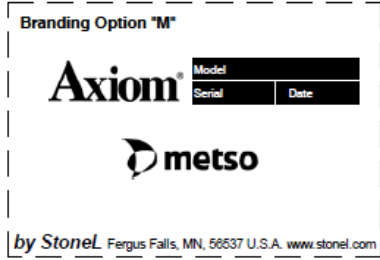 Branding Option "M"
Axiom® Model
Serial Date
metso
by StoneL Fergus Falls, MN, 56537 U.S.A. www.stonel.com